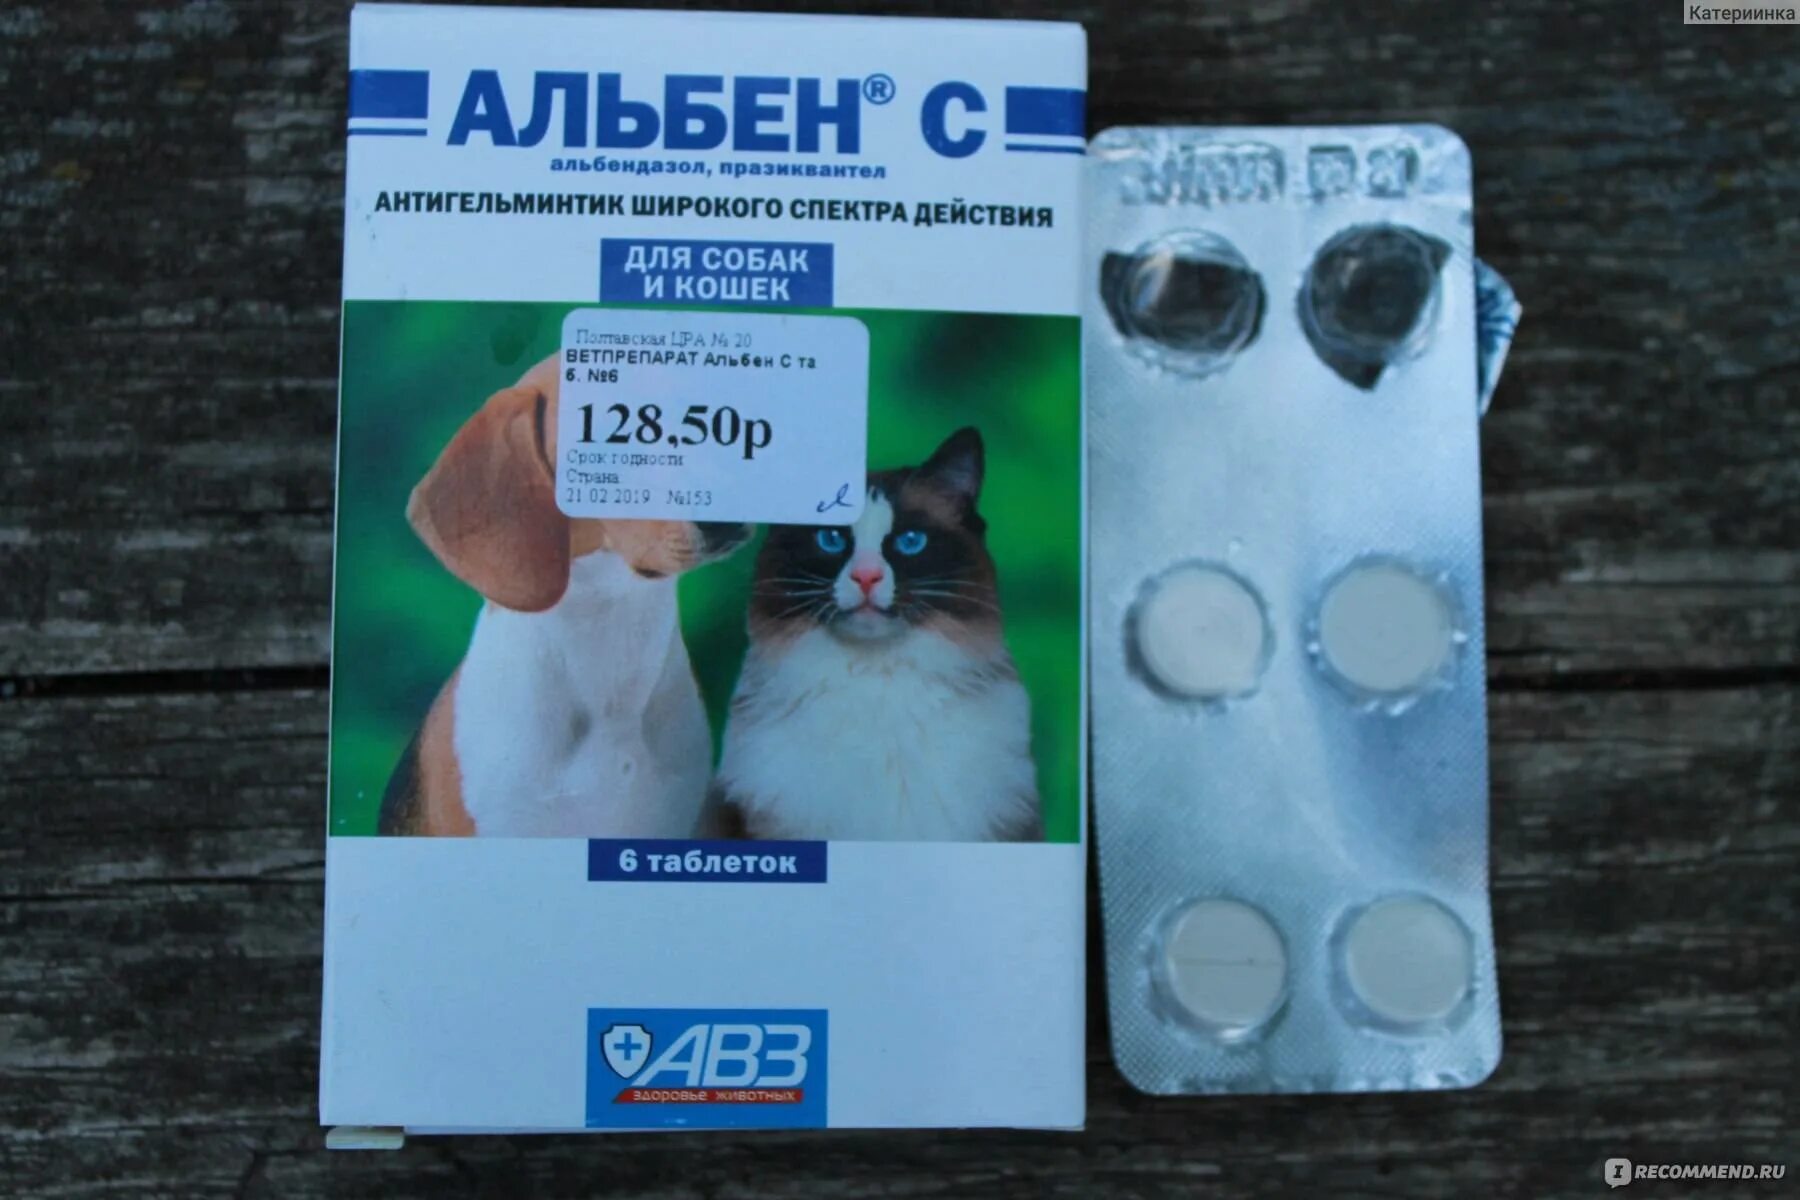 Катериинка
АЛЬБЕН® С
альбендазол, празиквантел
АНТИГЕЛЬМИНТИК ШИРОКОГО СПЕКТРА ДЕЙСТВИЯ
ДЛЯ СОБАК
И КОШЕК
Полтавская ЦРА № 20
ВЕТПРЕПАРАТ Альбен С та
б. №6
128,50р
Срок годности
Страна
21 02 2019 №153
6 таблеток
АВЗ
здоровье животных
IRECOMMEND.RU